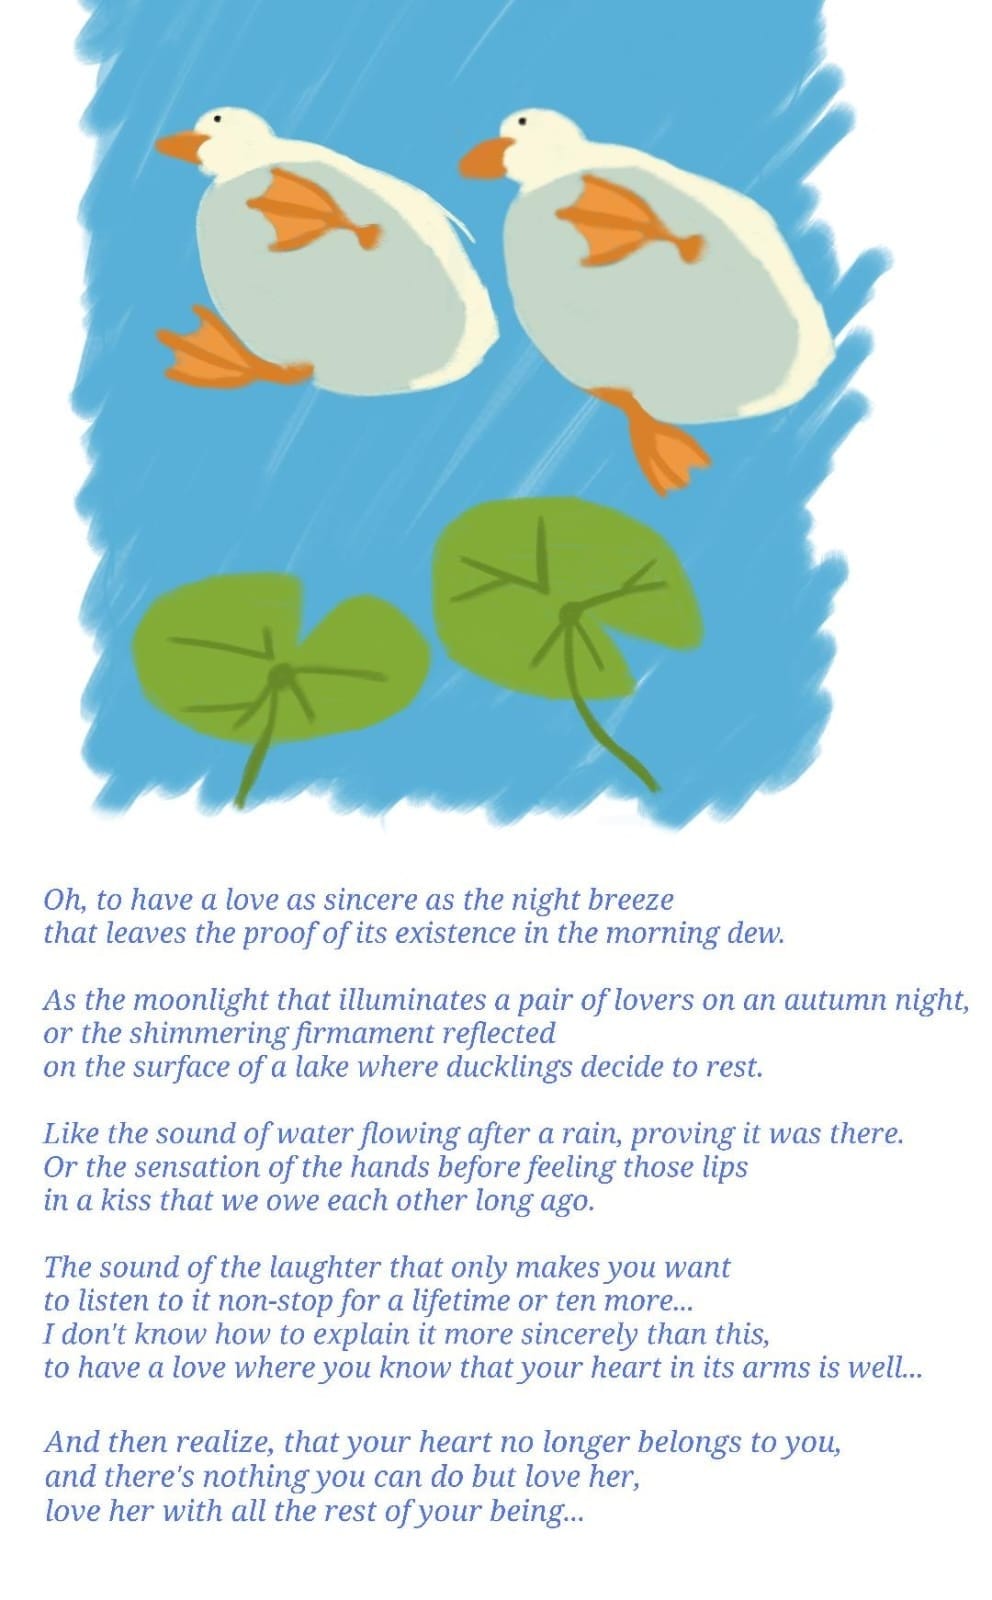 Oh, to have a love as sincere as the night breeze
that leaves the proof of its existence in the morning dew.
As the moonlight that illuminates a pair of lovers on an autumn night,
or the shimmering firmament reflected
on the surface of a lake where ducklings decide to rest.
Like the sound of water flowing after a rain, proving it was there.
Or the sensation of the hands before feeling those lips
in a kiss that we owe each other long ago.
The sound of the laughter that only makes you want
to listen to it non-stop for a lifetime or ten more...
I don't know how to explain it more sincerely than this,
to have a love where you know that your heart in its arms is well...
And then realize, that your heart no longer belongs to you,
and there's nothing you can do but love her,
love her with all the rest of your being...